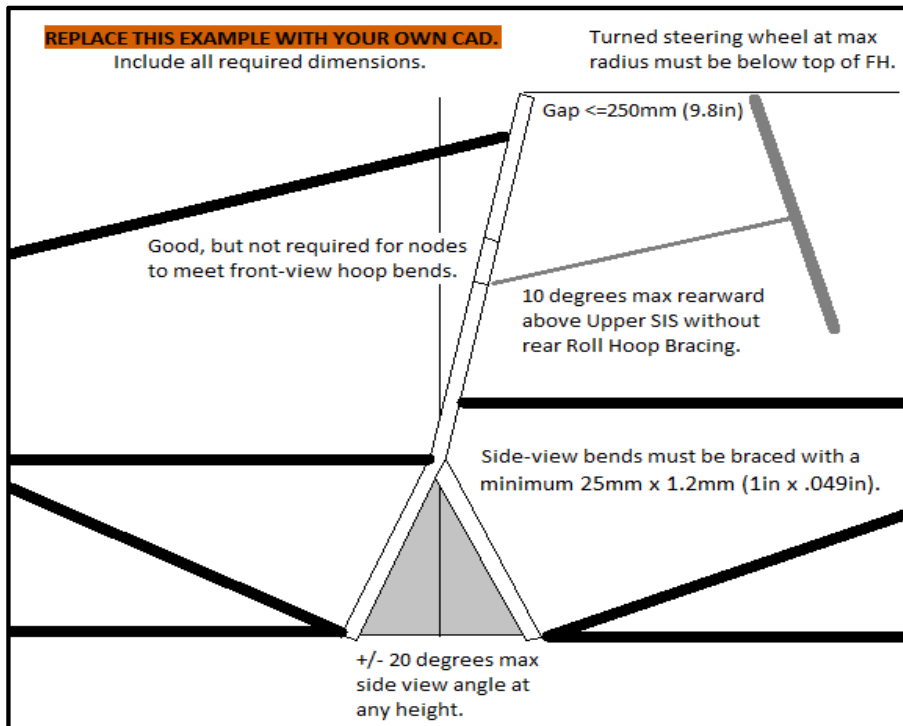 REPLACE THIS EXAMPLE WITH YOUR OWN CAD.
Include all required dimensions.
Turned steering wheel at max
radius must be below top of FH.
Gap <=250mm (9.8in)
Good, but not required for nodes
to meet front-view hoop bends.
10 degrees max rearward
above Upper SIS without
rear Roll Hoop Bracing.
Side-view bends must be braced with a
minimum 25mm x 1.2mm (1in x .049in).
+/- 20 degrees max
side view angle at
any height.